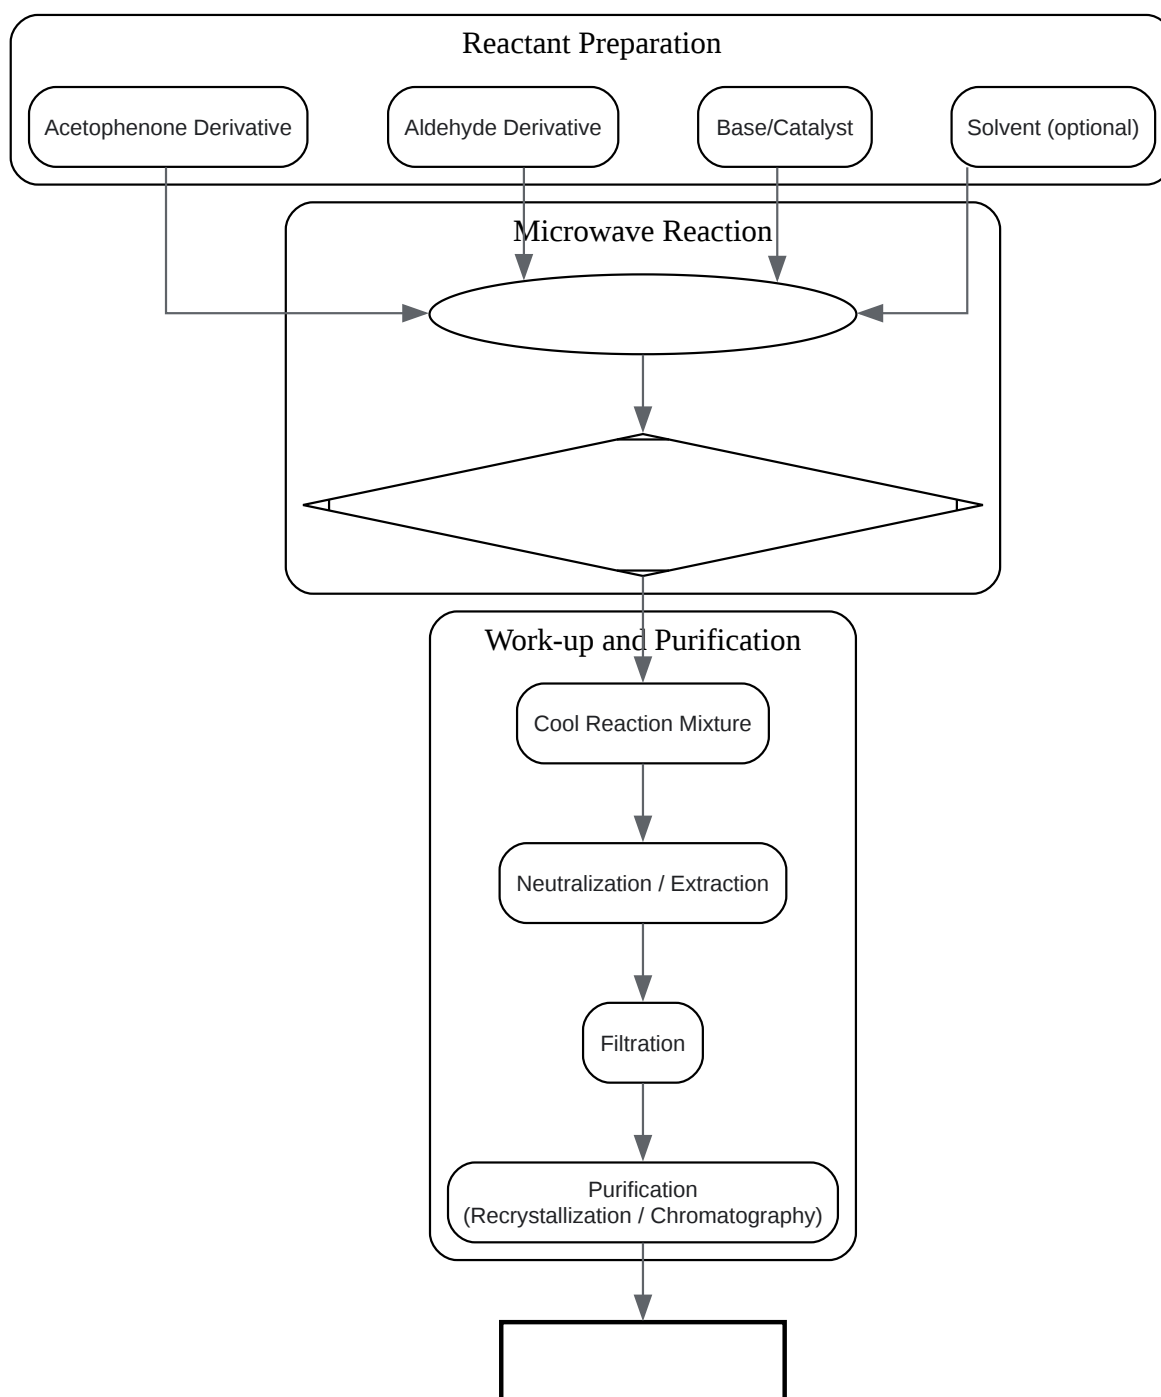 Reactant Preparation
Acetophenone Derivative
Aldehyde Derivative
Base/Catalyst
Solvent (optional)
Microwave Reaction
Work-up and Purification
Cool Reaction Mixture
Neutralization / Extraction
Filtration
Purification
(Recrystallization / Chromatography)